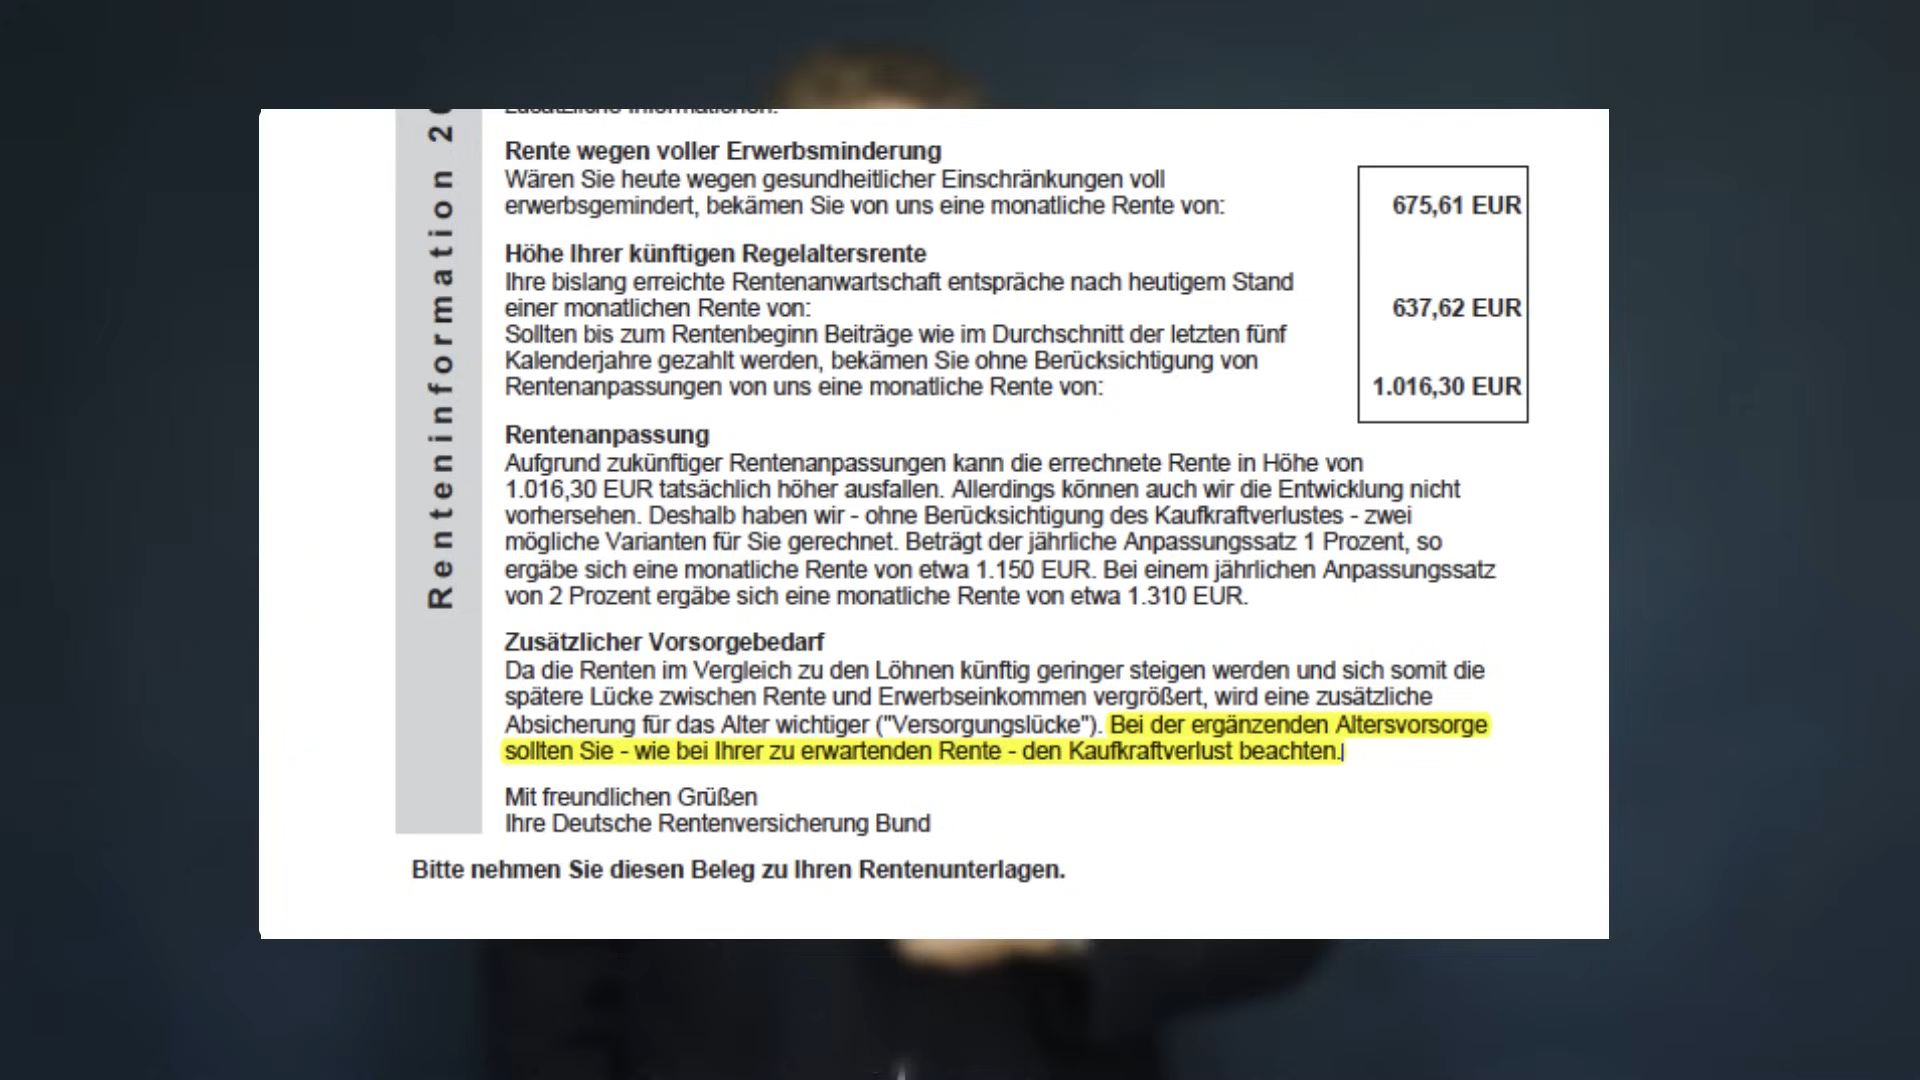 Renteninformation 2
zusätzliche Informationen.
Rente wegen voller Erwerbsminderung
Wären Sie heute wegen gesundheitlicher Einschränkungen voll
erwerbsgemindert, bekämen Sie von uns eine monatliche Rente von:
675,61 EUR
Höhe Ihrer künftigen Regelaltersrente
Ihre bislang erreichte Rentenanwartschaft entspräche nach heutigem Stand
einer monatlichen Rente von:
637,62 EUR
Sollten bis zum Rentenbeginn Beiträge wie im Durchschnitt der letzten fünf
Kalenderjahre gezahlt werden, bekämen Sie ohne Berücksichtigung von
Rentenanpassungen von uns eine monatliche Rente von:
1.016,30 EUR
Rentenanpassung
Aufgrund zukünftiger Rentenanpassungen kann die errechnete Rente in Höhe von
1.016,30 EUR tatsächlich höher ausfallen. Allerdings können auch wir die Entwicklung nicht
vorhersehen. Deshalb haben wir - ohne Berücksichtigung des Kaufkraftverlustes - zwei
mögliche Varianten für Sie gerechnet. Beträgt der jährliche Anpassungssatz 1 Prozent, so
ergäbe sich eine monatliche Rente von etwa 1.150 EUR. Bei einem jährlichen Anpassungssatz
von 2 Prozent ergäbe sich eine monatliche Rente von etwa 1.310 EUR.
Zusätzlicher Vorsorgebedarf
Da die Renten im Vergleich zu den Löhnen künftig geringer steigen werden und sich somit die
spätere Lücke zwischen Rente und Erwerbseinkommen vergrößert, wird eine zusätzliche
Absicherung für das Alter wichtiger ("Versorgungslücke"). Bei der ergänzenden Altersvorsorge
sollten Sie - wie bei Ihrer zu erwartenden Rente - den Kaufkraftverlust beachten.
Mit freundlichen Grüßen
Ihre Deutsche Rentenversicherung Bund
Bitte nehmen Sie diesen Beleg zu Ihren Rentenunterlagen.